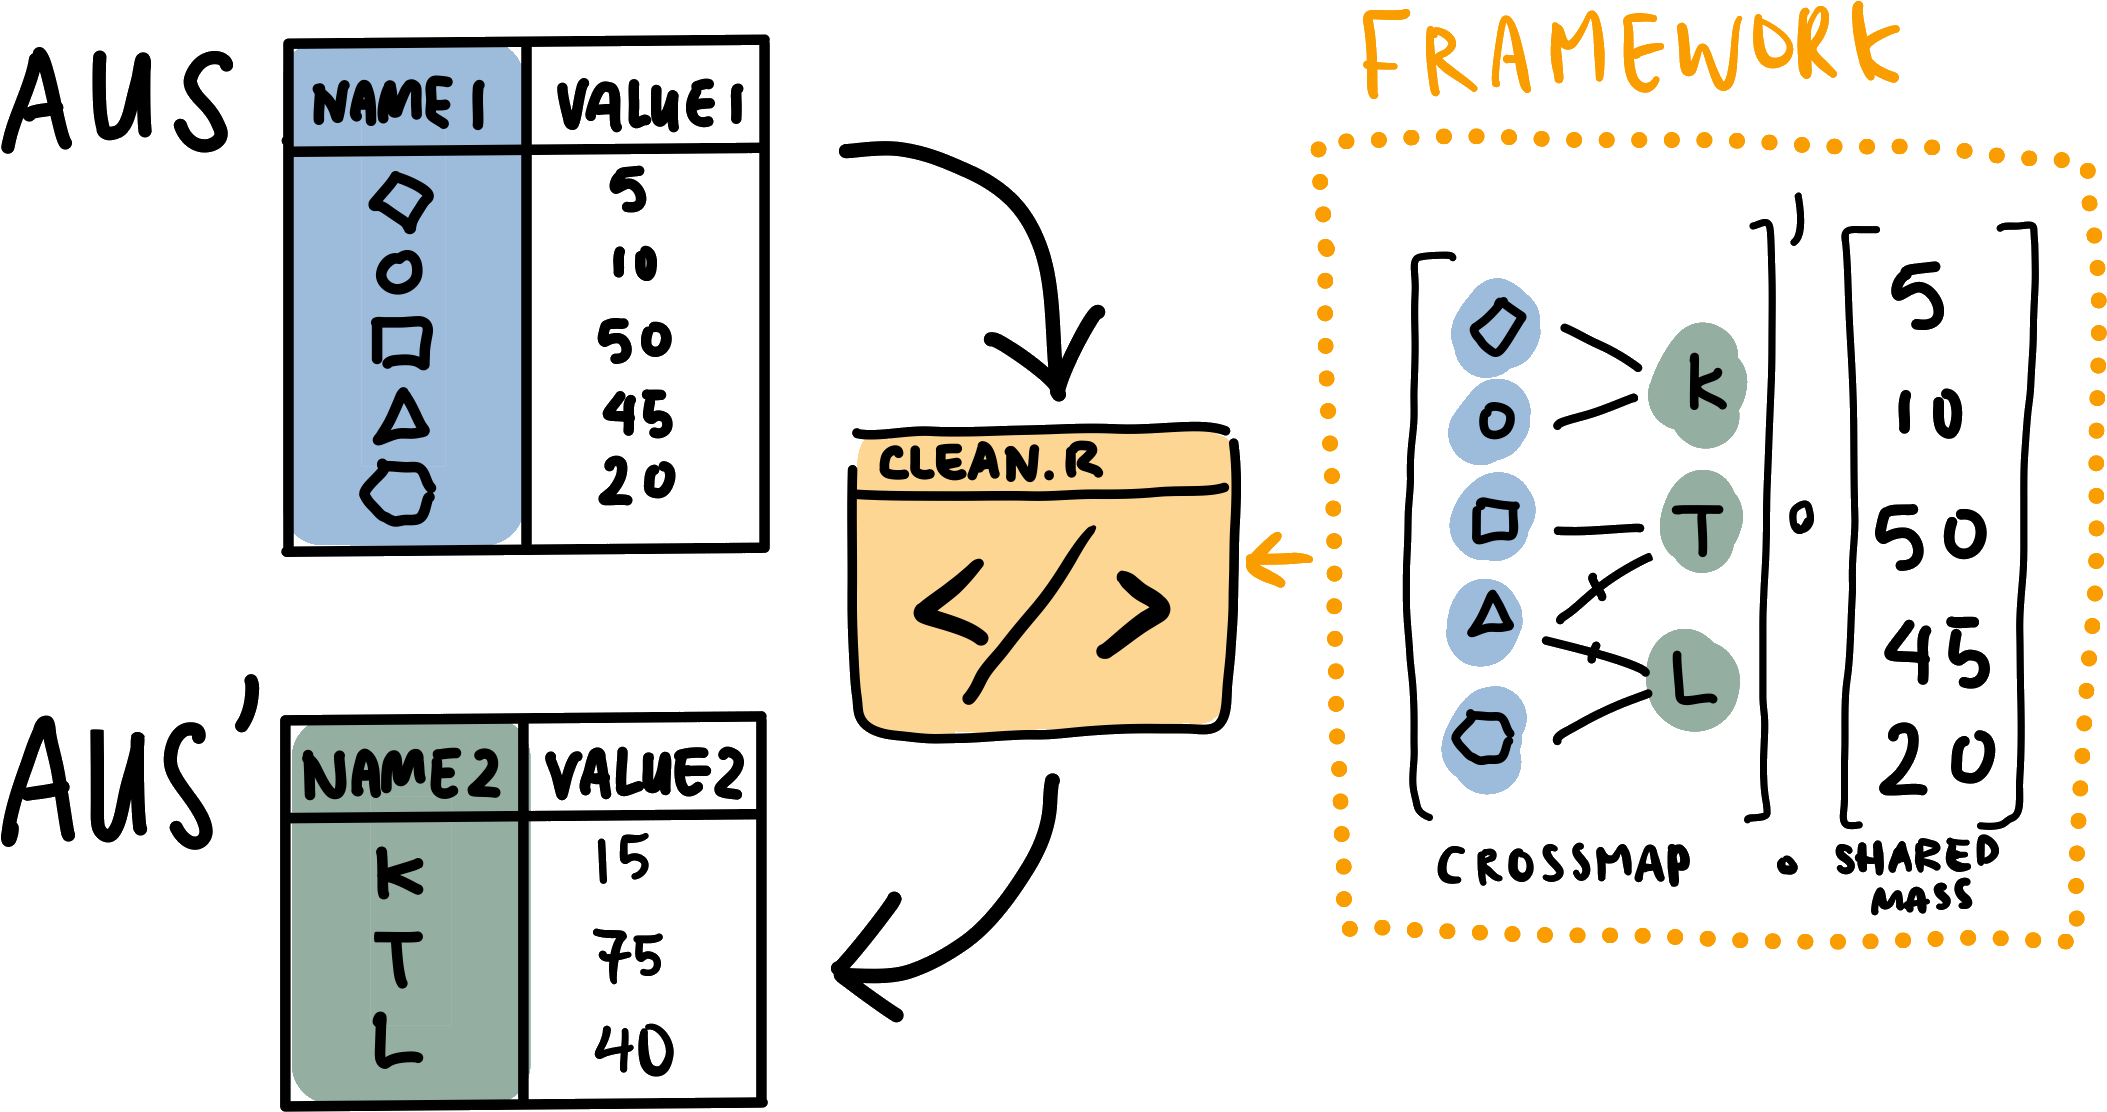 AUS
NAME1 VALUE1
5
10
50
45
20
CLEAN.R
</>
AUS'
NAME2 VALUE2
K 15
T 75
L 40
FRAMEWORK
K
T
L
5
10
50
45
20
CROSSMAP • SHARED
MASS